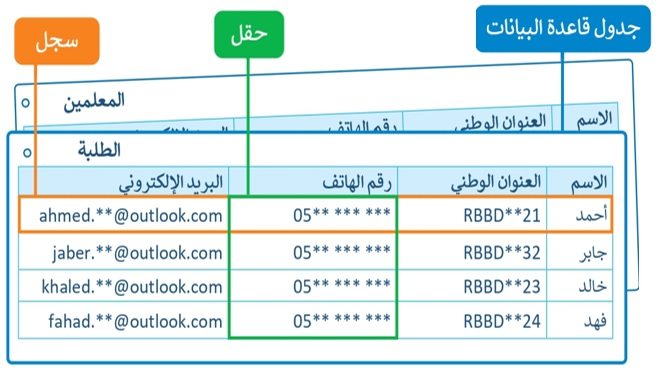 جدول قاعدة البيانات
حقل
سجل
المعلمين
الاسم العنوان الوطني رقم الهاتف البريد الإلكتروني
الطلبة
الاسم العنوان الوطني رقم الهاتف البريد الإلكتروني
أحمد RBBD**21 05** *** *** ahmed.**@outlook.com
جابر RBBD**32 05** *** *** jaber.**@outlook.com
خالد RBBD**23 05** *** *** khaled.**@outlook.com
فهد RBBD**24 05** *** *** fahad.**@outlook.com